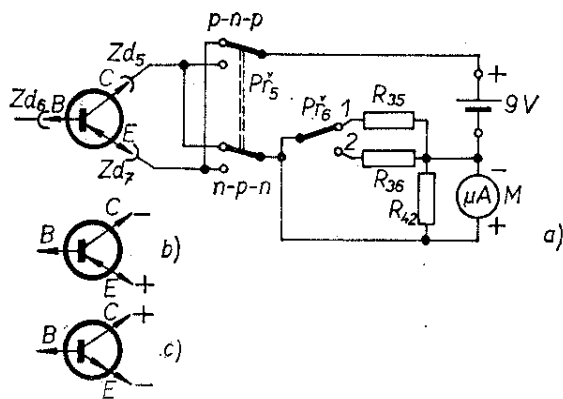 p-n-p
Zd5
C
Př5
Zd6
B
E
Zd7
n-p-n
Př6
1
R35
2
R36
R42
+
9V
-
µA
M
+
a)
C
-
B
b)
E
+
C
+
B
c)
E
-